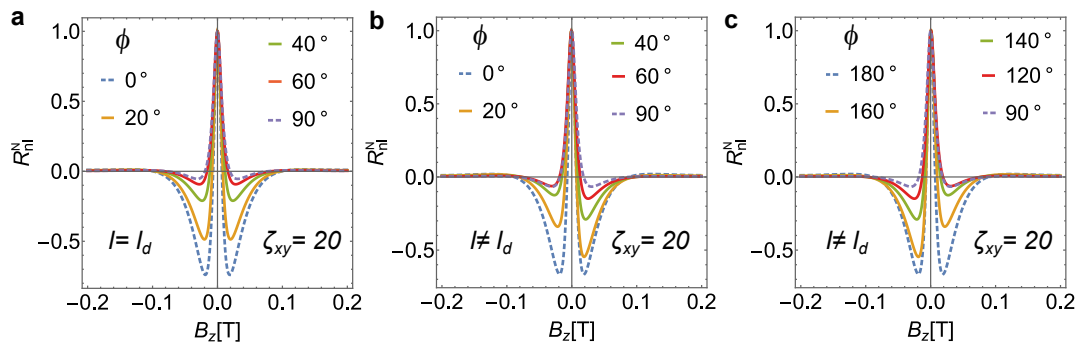 a
ϕ
0°
20°
40°
60°
90°
1.0
0.5
0.0
−0.5
R_nl^N
l = l_d
ζ_xy = 20
−0.2 −0.1 0.0 0.1 0.2
B_z[T]
b
ϕ
0°
20°
40°
60°
90°
1.0
0.5
0.0
−0.5
R_nl^N
l ≠ l_d
ζ_xy = 20
−0.2 −0.1 0.0 0.1 0.2
B_z[T]
c
ϕ
180°
160°
140°
120°
90°
1.0
0.5
0.0
−0.5
R_nl^N
l ≠ l_d
ζ_xy = 20
−0.2 −0.1 0.0 0.1 0.2
B_z[T]